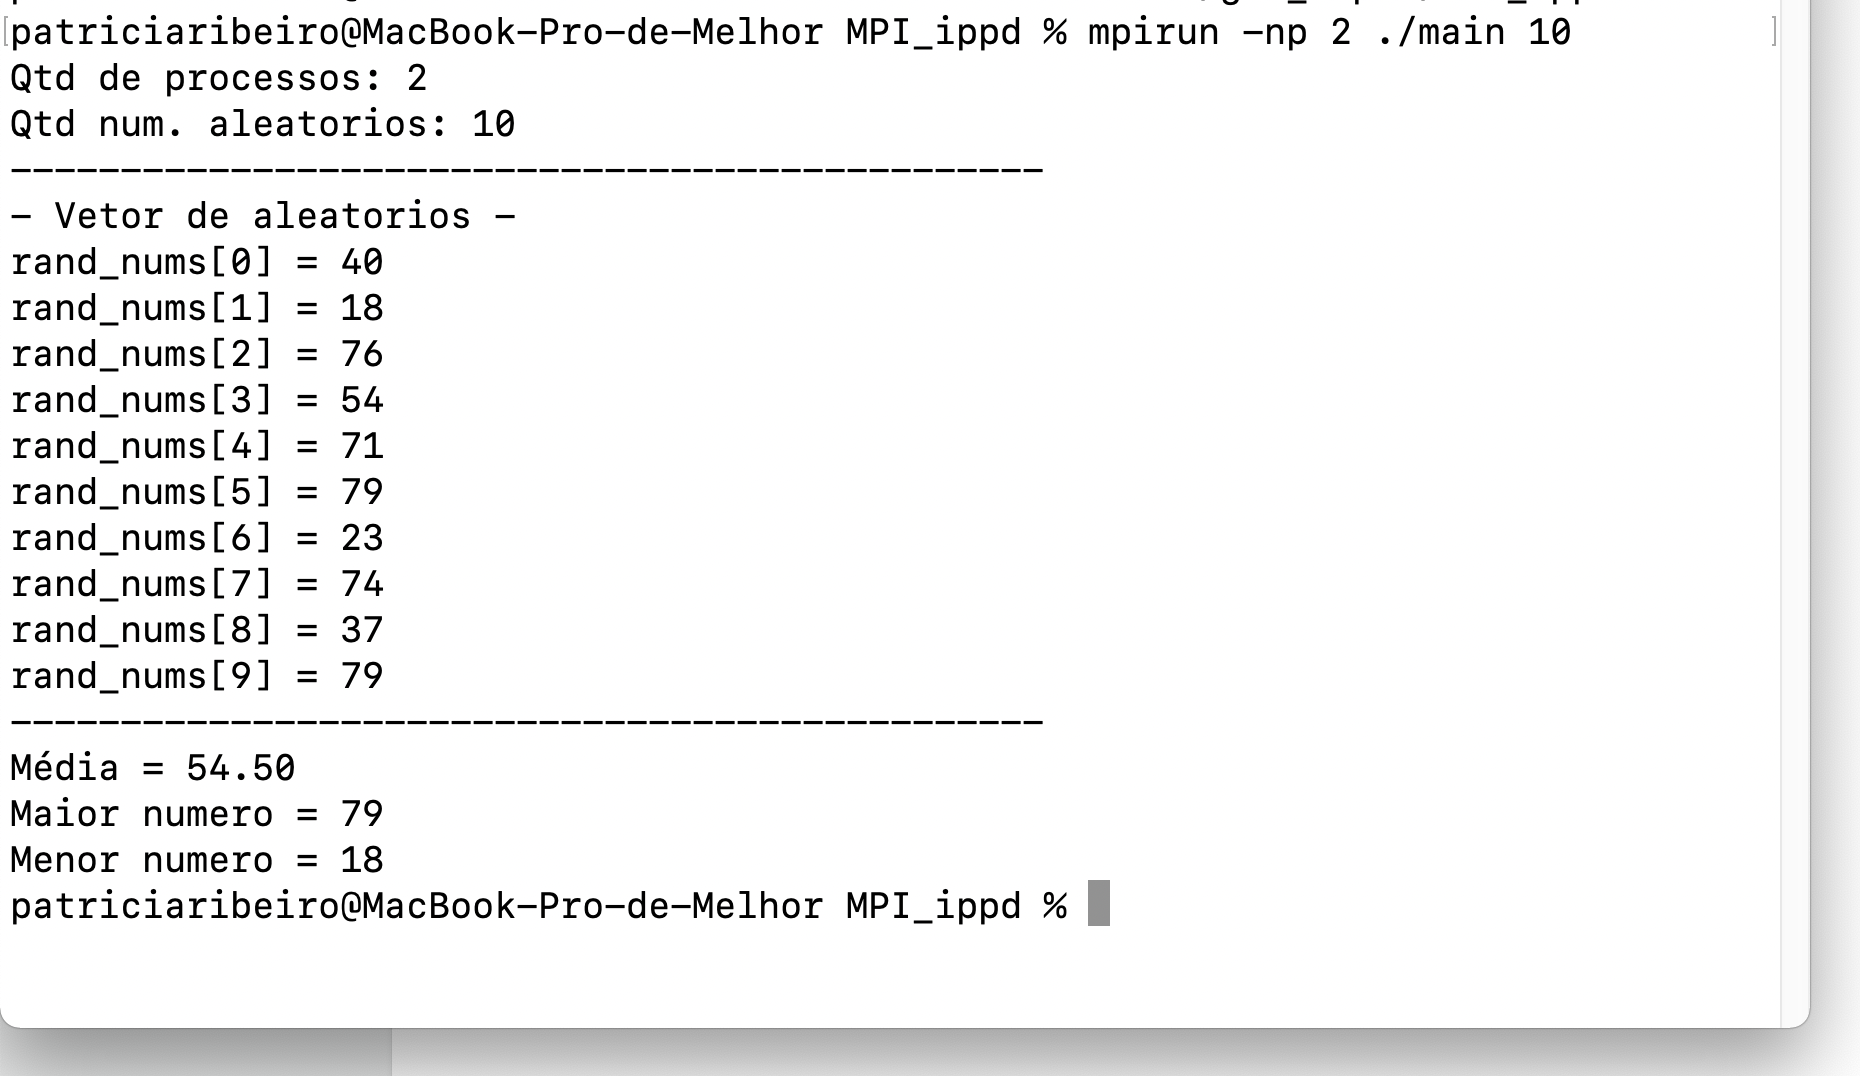 [patriciaribeiro@MacBook-Pro-de-Melhor MPI_ippd % mpirun -np 2 ./main 10 ]
Qtd de processos: 2
Qtd num. aleatorios: 10
-----------------------------------------------
- Vetor de aleatorios -
rand_nums[0] = 40
rand_nums[1] = 18
rand_nums[2] = 76
rand_nums[3] = 54
rand_nums[4] = 71
rand_nums[5] = 79
rand_nums[6] = 23
rand_nums[7] = 74
rand_nums[8] = 37
rand_nums[9] = 79
-----------------------------------------------
Média = 54.50
Maior numero = 79
Menor numero = 18
patriciaribeiro@MacBook-Pro-de-Melhor MPI_ippd %